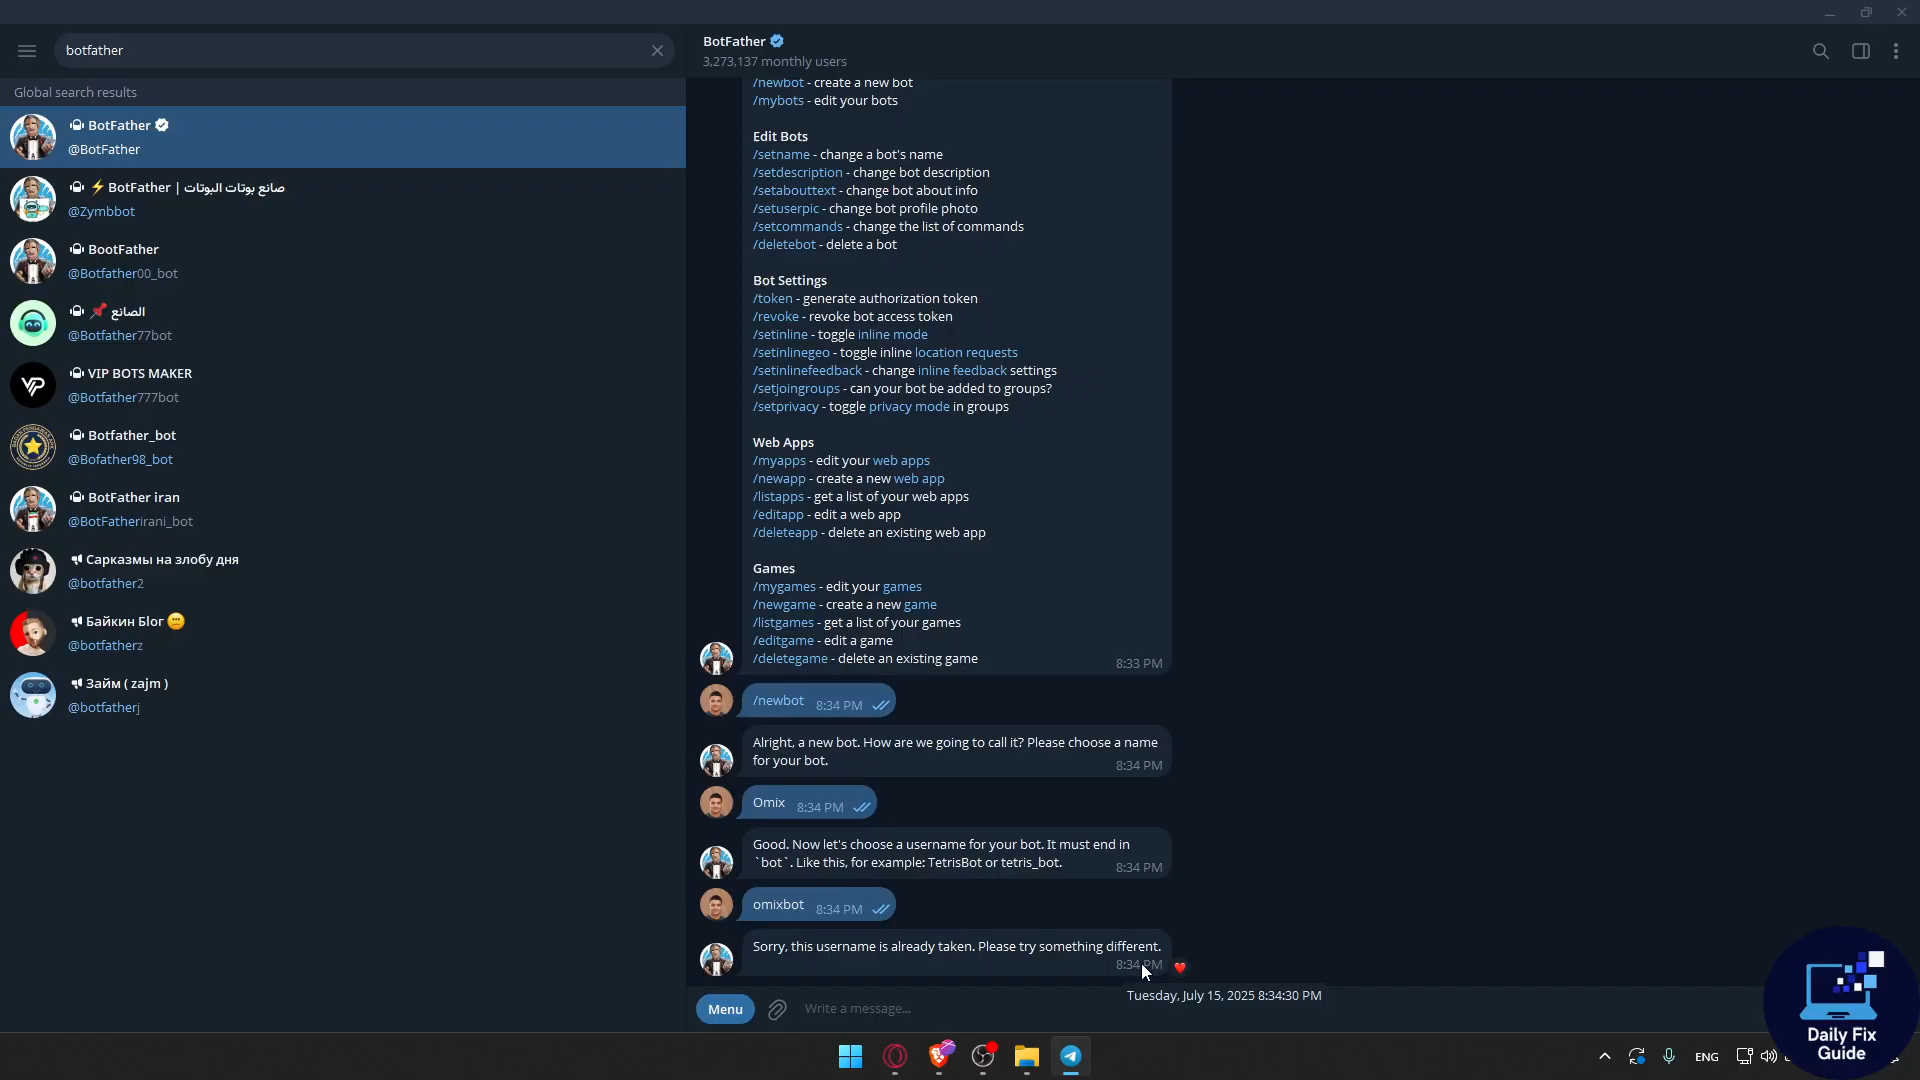 botfather
Global search results
BotFather
@BotFather
⚡BotFather | صانع بوتات البوتات
@Zymbbot
BootFather
@Botfather00_bot
📌 الصانع
@Botfather77bot
VIP BOTS MAKER
@Botfather777bot
Botfather_bot
@Bofather98_bot
BotFather iran
@BotFatherirani_bot
Сарказмы на злобу дня
@botfather2
Байкин Блог
@botfatherz
Займ ( zajm )
@botfatherj
BotFather
3,273,137 monthly users
/newbot - create a new bot
/mybots - edit your bots
Edit Bots
/setname - change a bot's name
/setdescription - change bot description
/setabouttext - change bot about info
/setuserpic - change bot profile photo
/setcommands - change the list of commands
/deletebot - delete a bot
Bot Settings
/token - generate authorization token
/revoke - revoke bot access token
/setinline - toggle inline mode
/setinlinegeo - toggle inline location requests
/setinlinefeedback - change inline feedback settings
/setjoingroups - can your bot be added to groups?
/setprivacy - toggle privacy mode in groups
Web Apps
/myapps - edit your web apps
/newapp - create a new web app
/listapps - get a list of your web apps
/editapp - edit a web app
/deleteapp - delete an existing web app
Games
/mygames - edit your games
/newgame - create a new game
/listgames - get a list of your games
/editgame - edit a game
/deletegame - delete an existing game
8:33 PM
/newbot 8:34 PM
Alright, a new bot. How are we going to call it? Please choose a name
for your bot. 8:34 PM
Omix 8:34 PM
Good. Now let's choose a username for your bot. It must end in
`bot`. Like this, for example: TetrisBot or tetris_bot. 8:34 PM
omixbot 8:34 PM
Sorry, this username is already taken. Please try something different.
8:34 PM
Tuesday, July 15, 2025 8:34:30 PM
Menu
Write a message...
VP
Daily Fix
Guide
ENG